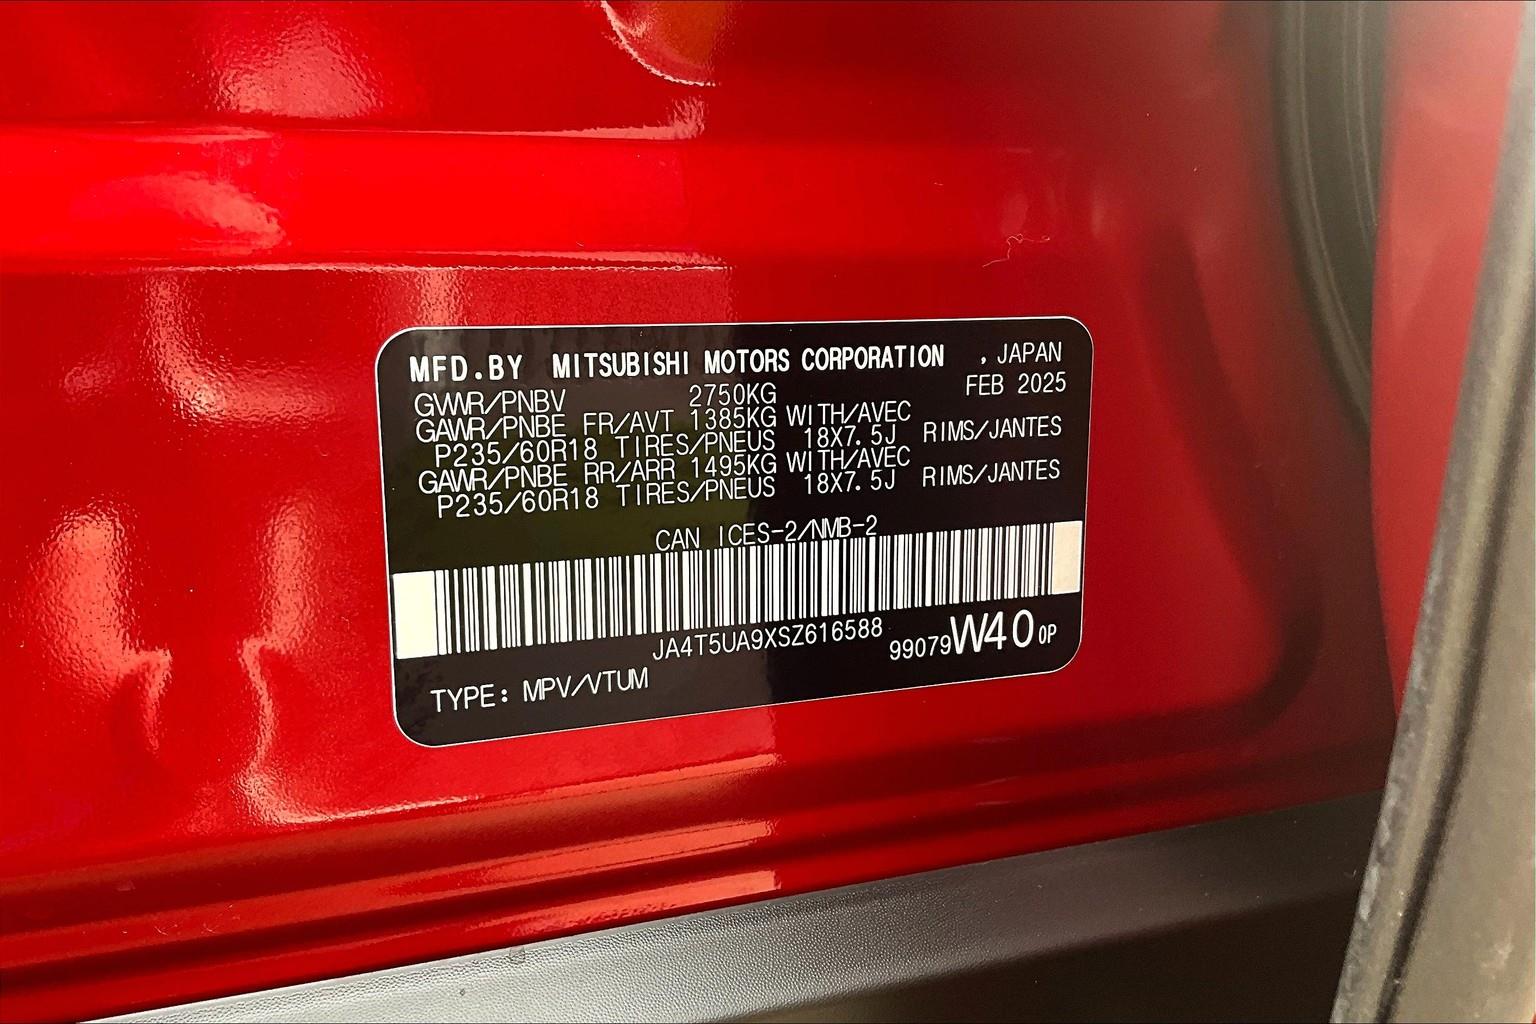 MFD.BY MITSUBISHI MOTORS CORPORATION , JAPAN
GVWR/PNBV 2750KG FEB 2025
GAWR/PNBE FR/AVT 1385KG WITH/AVEC
P235/60R18 TIRES/PNEUS 18X7.5J RIMS/JANTES
GAWR/PNBE RR/ARR 1495KG WITH/AVEC
P235/60R18 TIRES/PNEUS 18X7.5J RIMS/JANTES
CAN ICES-2/NMB-2
JA4T5UA9XSZ616588 99079W40 OP
TYPE: MPV/VTUM